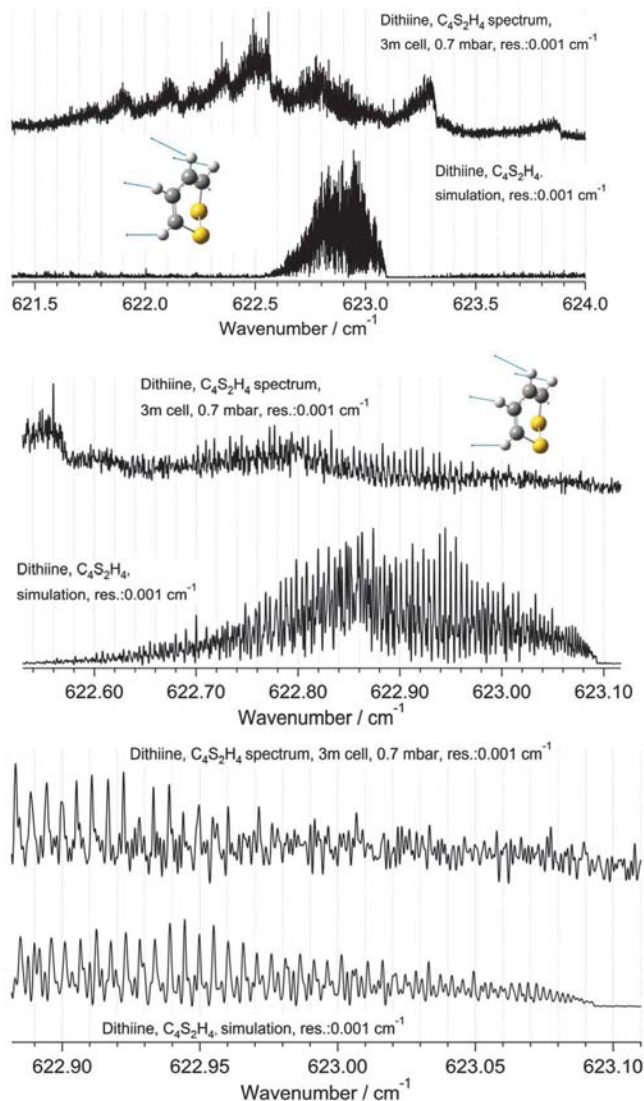 Dithiine, C₄S₂H₄ spectrum,
3m cell, 0.7 mbar, res.:0.001 cm⁻¹
Dithiine, C₄S₂H₄,
simulation, res.:0.001 cm⁻¹
621.5 622.0 622.5 623.0 623.5 624.0
Wavenumber / cm⁻¹
Dithiine, C₄S₂H₄ spectrum,
3m cell, 0.7 mbar, res.:0.001 cm⁻¹
Dithiine, C₄S₂H₄,
simulation, res.:0.001 cm⁻¹
622.60 622.70 622.80 622.90 623.00 623.10
Wavenumber / cm⁻¹
Dithiine, C₄S₂H₄ spectrum, 3m cell, 0.7 mbar, res.:0.001 cm⁻¹
Dithiine, C₄S₂H₄, simulation, res.:0.001 cm⁻¹
622.90 622.95 623.00 623.05 623.10
Wavenumber / cm⁻¹